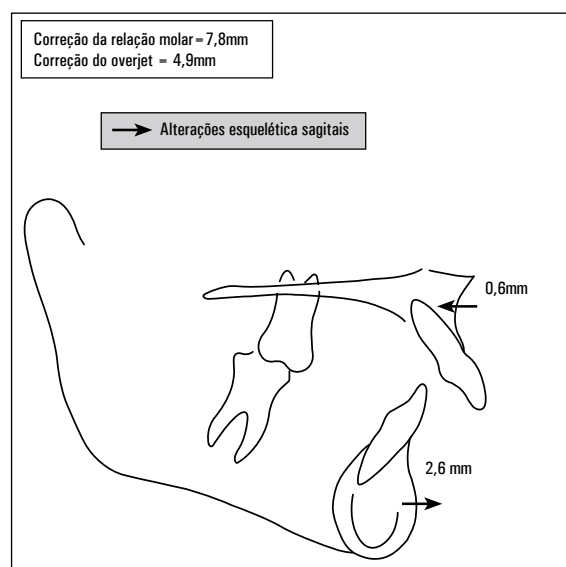 Correção da relação molar = 7,8mm
Correção do overjet = 4,9mm
Alterações esquelética sagitais
0,6mm
2,6 mm